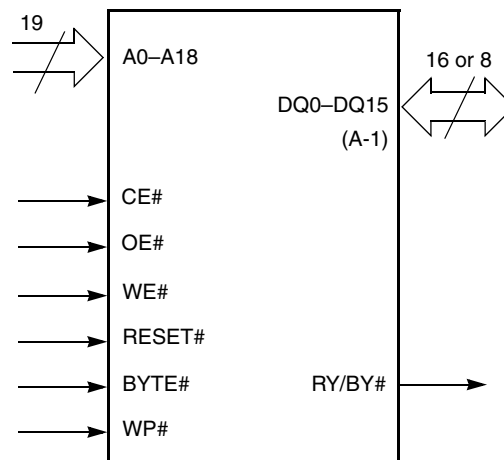 19
A0–A18
16 or 8
DQ0–DQ15
(A-1)
CE#
OE#
WE#
RESET#
BYTE#
RY/BY#
WP#